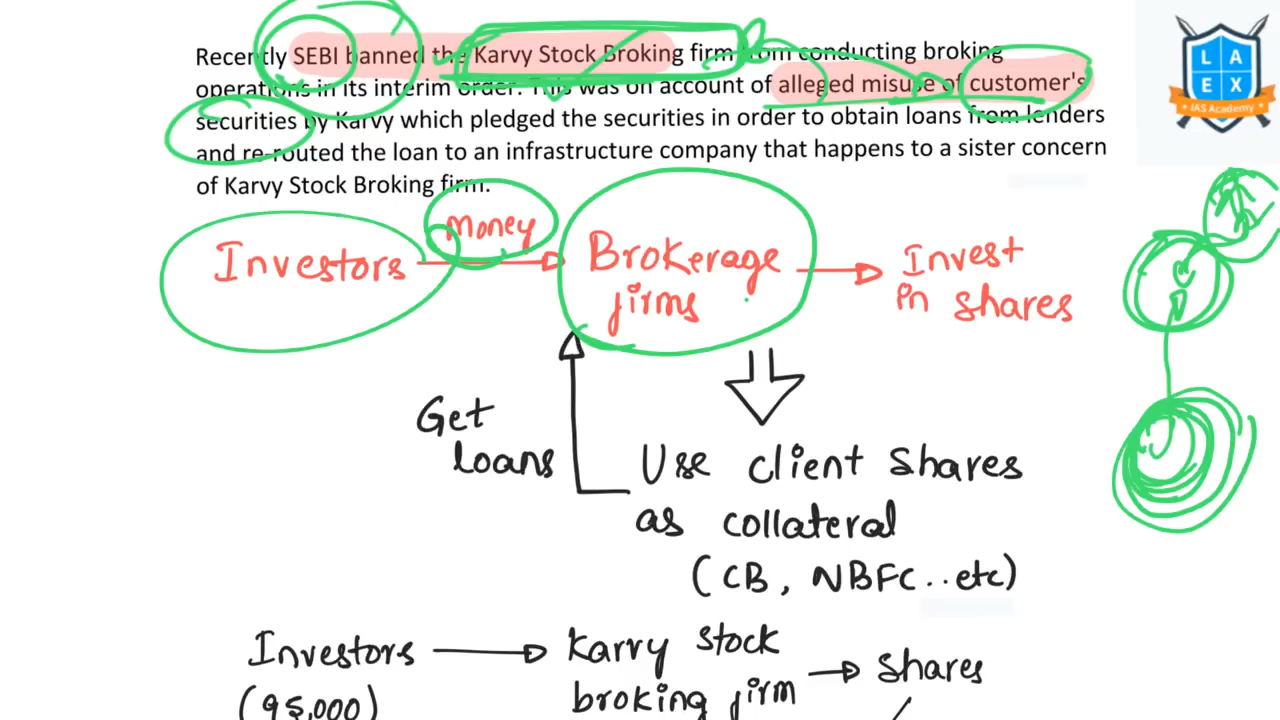 Recently SEBI banned the Karvy Stock Broking firm from conducting broking
operations in its interim order. This was on account of alleged misuse of customer's
securities by Karvy which pledged the securities in order to obtain loans from lenders
and re-routed the loan to an infrastructure company that happens to a sister concern
of Karvy Stock Broking firm.
L A
E X
IAS Academy
Money
Investors
Brokerage
firms
Invest
in shares
Get
loans
Use client shares
as collateral
(CB, NBFC..etc)
Investors
(95,000)
Karvy stock
broking firm
Shares